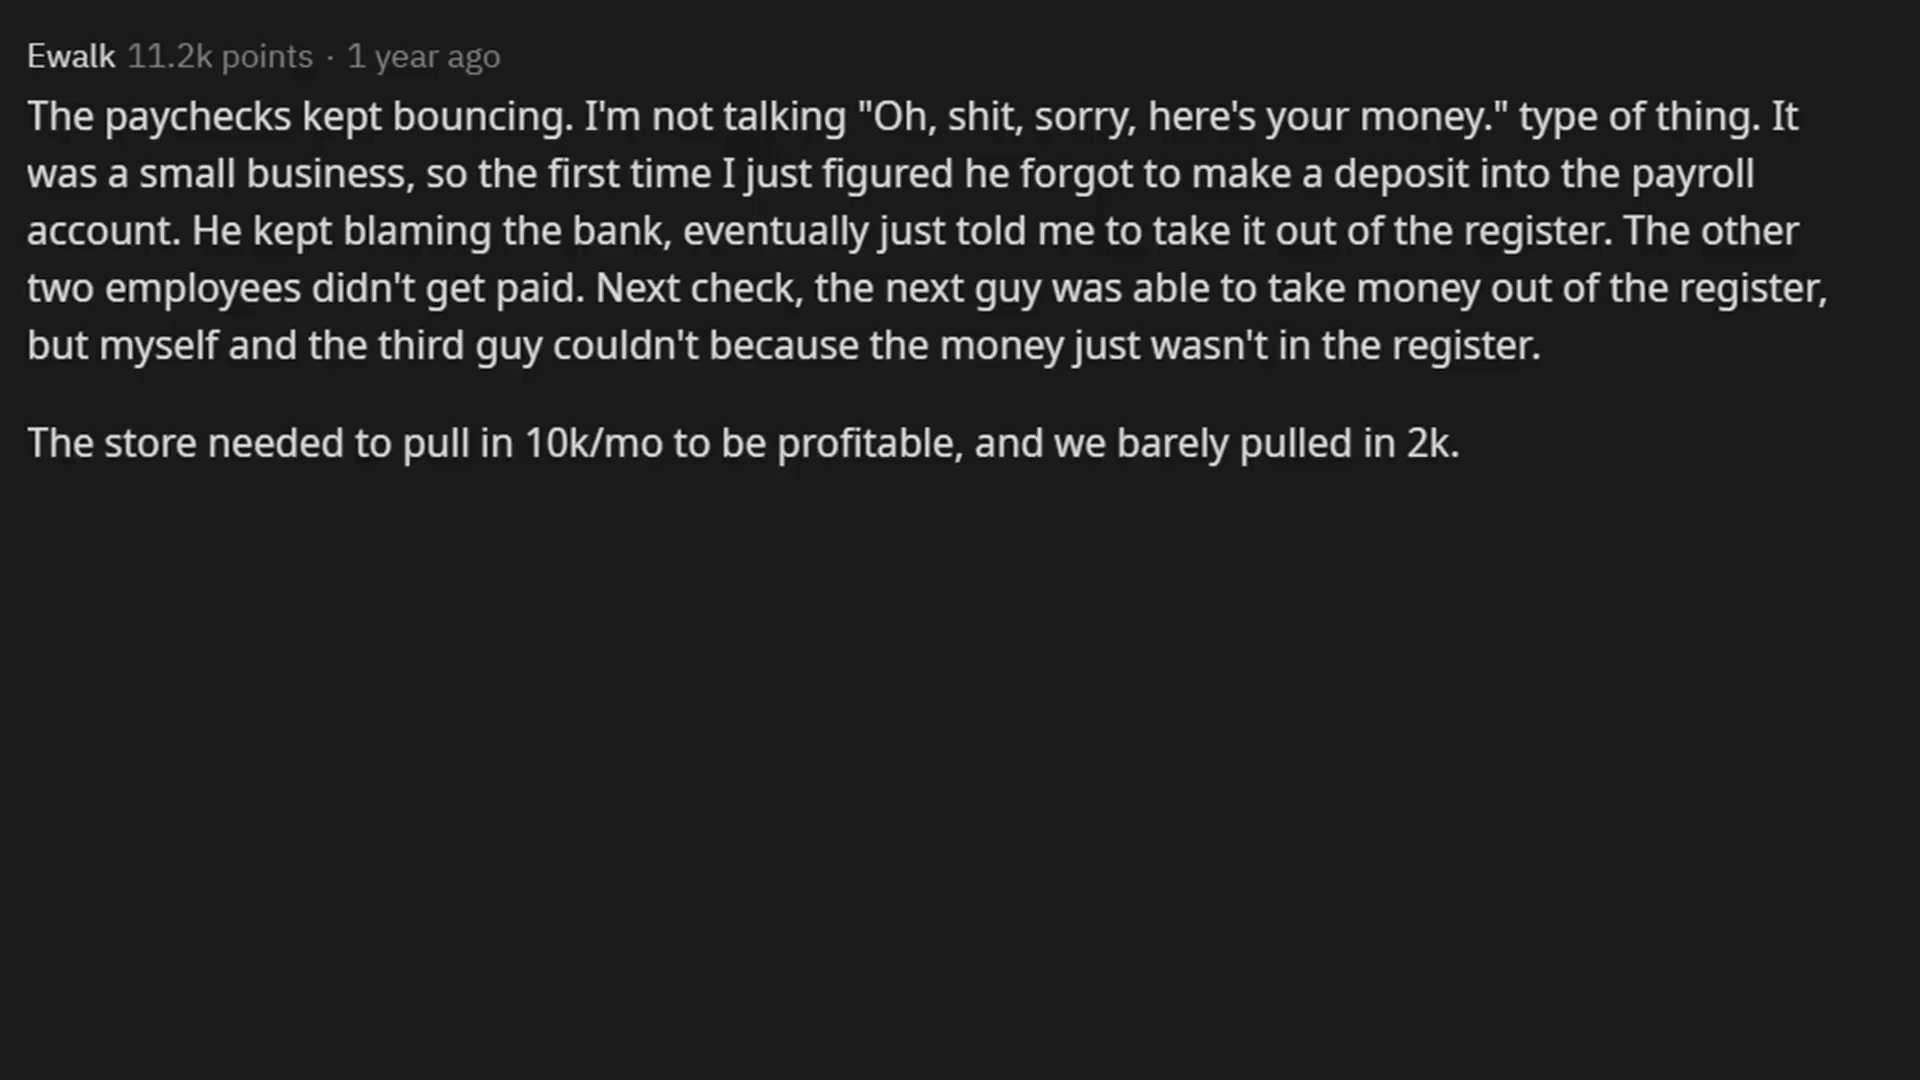 Ewalk 11.2k points · 1 year ago
The paychecks kept bouncing. I'm not talking "Oh, shit, sorry, here's your money." type of thing. It
was a small business, so the first time I just figured he forgot to make a deposit into the payroll
account. He kept blaming the bank, eventually just told me to take it out of the register. The other
two employees didn't get paid. Next check, the next guy was able to take money out of the register,
but myself and the third guy couldn't because the money just wasn't in the register.
The store needed to pull in 10k/mo to be profitable, and we barely pulled in 2k.